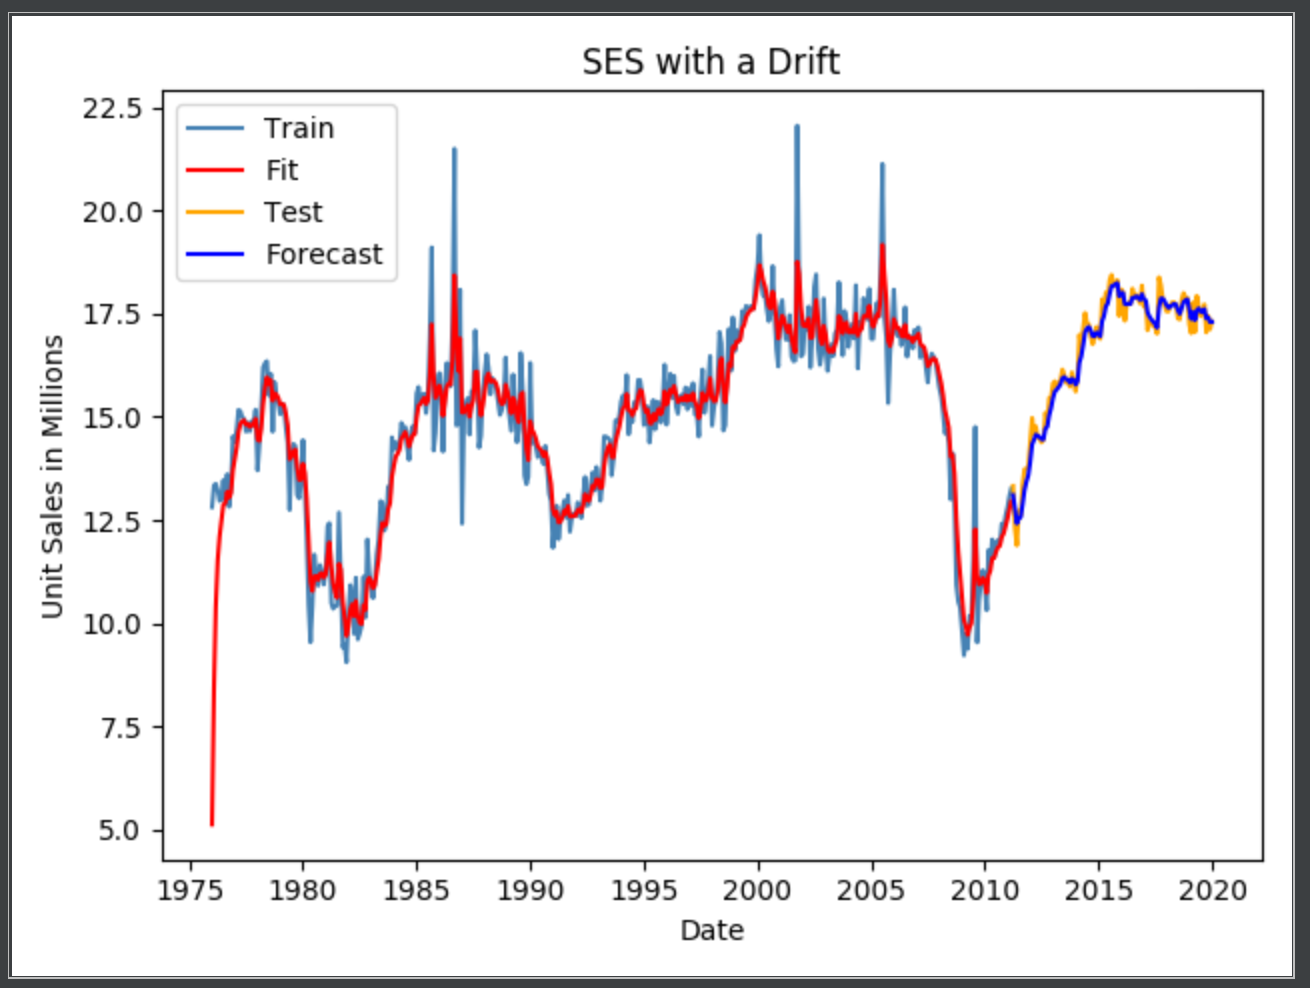 SES with a Drift
Train
Fit
Test
Forecast
Unit Sales in Millions
22.5
20.0
17.5
15.0
12.5
10.0
7.5
5.0
1975 1980 1985 1990 1995 2000 2005 2010 2015 2020
Date